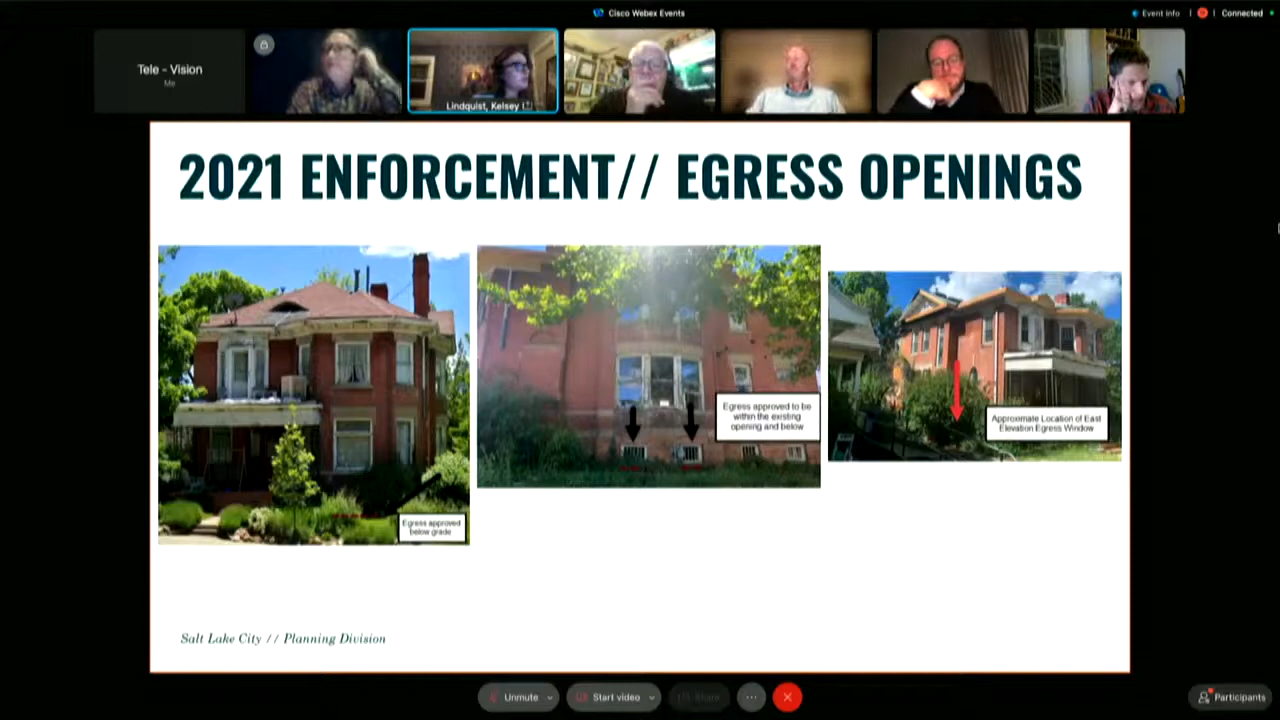 Cisco Webex Events
Event Info
Connected
Tele - Vision
Me
Lindquist, Kelsey
2021 ENFORCEMENT// EGRESS OPENINGS
Egress approved
below grade
Egress approved to be
within the existing
opening and below
Approximate Location of East
Elevation Egress Window
Salt Lake City // Planning Division
Unmute
Start video
Share
Participants